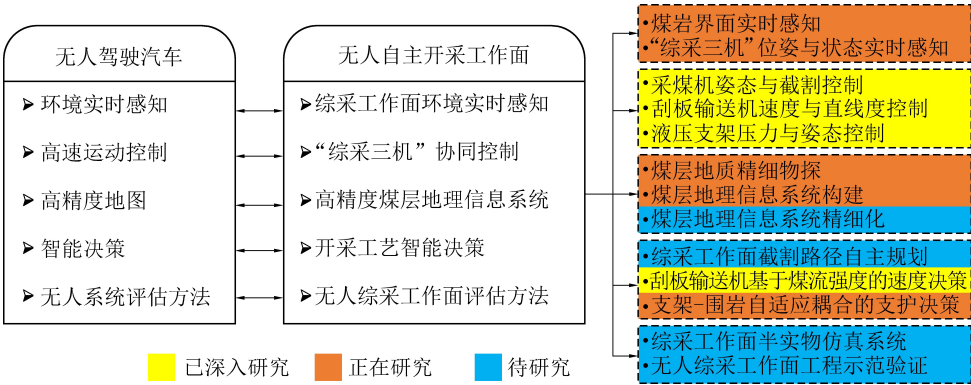 无人驾驶汽车
➢环境实时感知
➢高速运动控制
➢高精度地图
➢智能决策
➢无人系统评估方法
无人自主开采工作面
➢综采工作面环境实时感知
➢“综采三机”协同控制
➢高精度煤层地理信息系统
➢开采工艺智能决策
➢无人综采工作面评估方法
•煤岩界面实时感知
•“综采三机”位姿与状态实时感知
•采煤机姿态与截割控制
•刮板输送机速度与直线度控制
•液压支架压力与姿态控制
•煤层地质精细物探
•煤层地理信息系统构建
•煤层地理信息系统精细化
•综采工作面截割路径自主规划
•刮板输送机基于煤流强度的速度决策
•支架-围岩自适应耦合的支护决策
•综采工作面半实物仿真系统
•无人综采工作面工程示范验证
已深入研究
正在研究
待研究